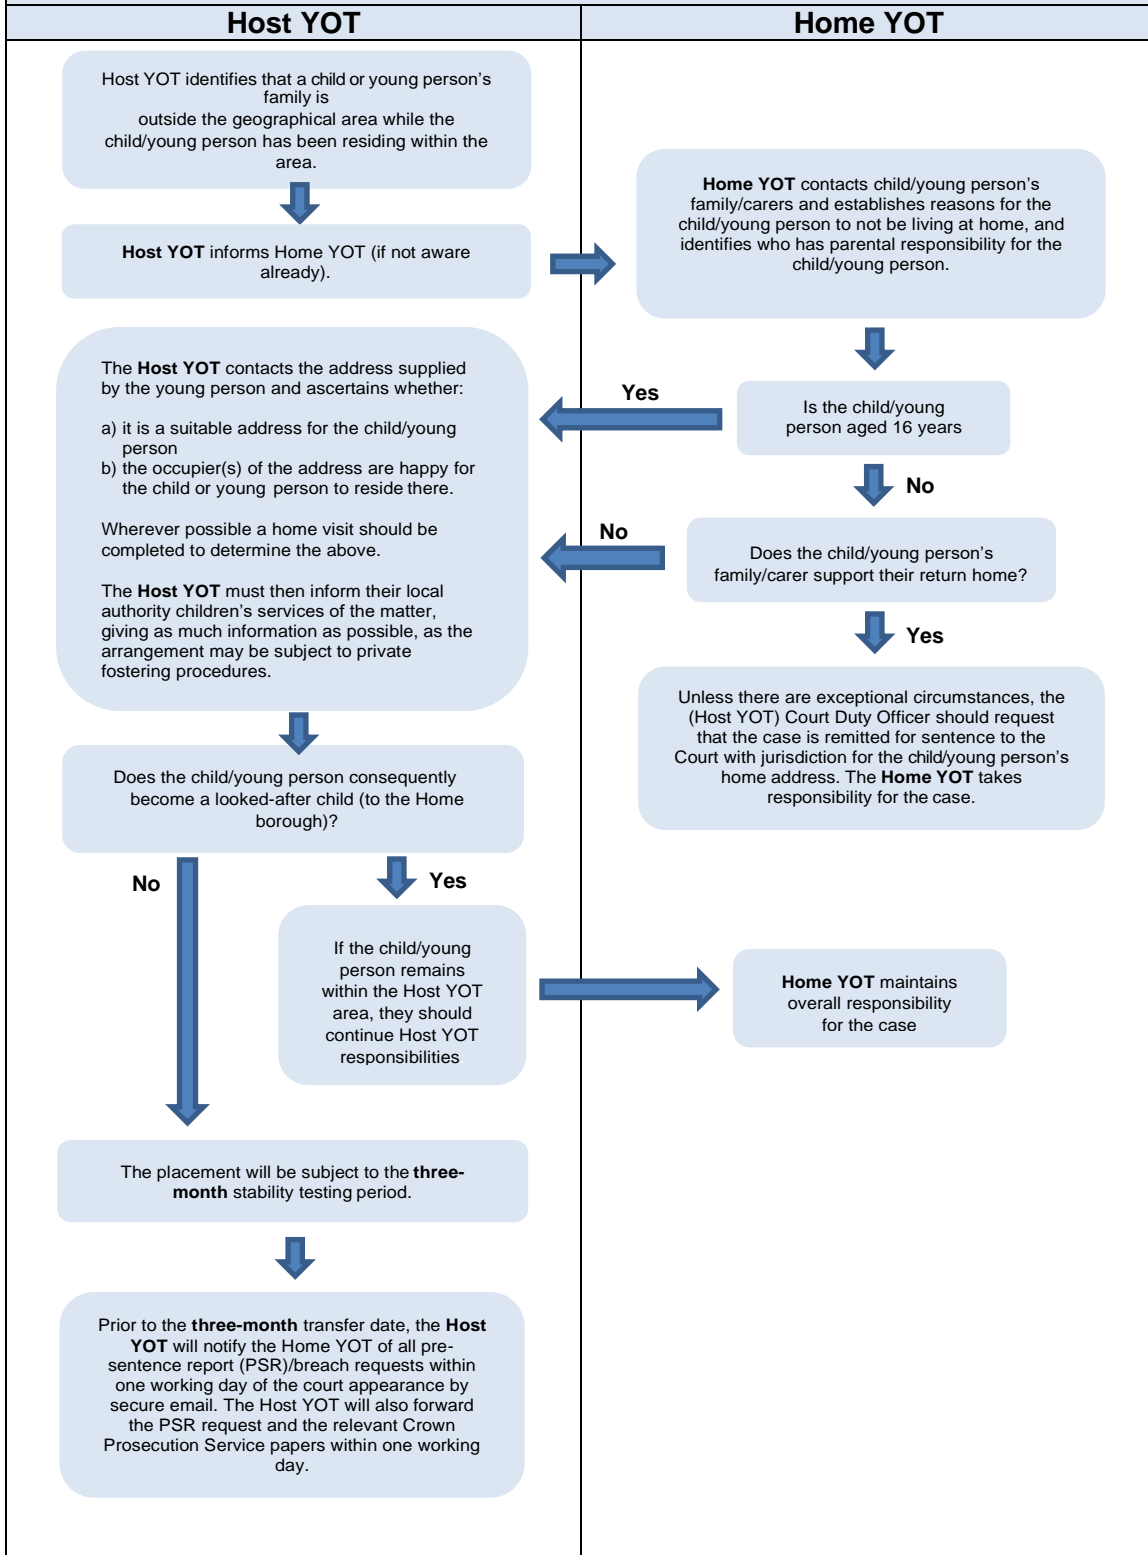 Host YOT
Home YOT
Host YOT identifies that a child or young person's
family is
outside the geographical area while the
child/young person has been residing within the
area.
Host YOT informs Home YOT (if not aware
already).
Home YOT contacts child/young person's
family/carers and establishes reasons for the
child/young person to not be living at home, and
identifies who has parental responsibility for the
child/young person.
Is the child/young
person aged 16 years
Yes
No
The Host YOT contacts the address supplied
by the young person and ascertains whether:
a) it is a suitable address for the child/young
person
b) the occupier(s) of the address are happy for
the child or young person to reside there.
Wherever possible a home visit should be
completed to determine the above.
The Host YOT must then inform their local
authority children's services of the matter,
giving as much information as possible, as the
arrangement may be subject to private
fostering procedures.
Does the child/young person's
family/carer support their return home?
No
Yes
Unless there are exceptional circumstances, the
(Host YOT) Court Duty Officer should request
that the case is remitted for sentence to the
Court with jurisdiction for the child/young person's
home address. The Home YOT takes
responsibility for the case.
Does the child/young person consequently
become a looked-after child (to the Home
borough)?
No
Yes
If the child/young
person remains
within the Host YOT
area, they should
continue Host YOT
responsibilities
Home YOT maintains
overall responsibility
for the case
The placement will be subject to the three-
month stability testing period.
Prior to the three-month transfer date, the Host
YOT will notify the Home YOT of all pre-
sentence report (PSR)/breach requests within
one working day of the court appearance by
secure email. The Host YOT will also forward
the PSR request and the relevant Crown
Prosecution Service papers within one working
day.